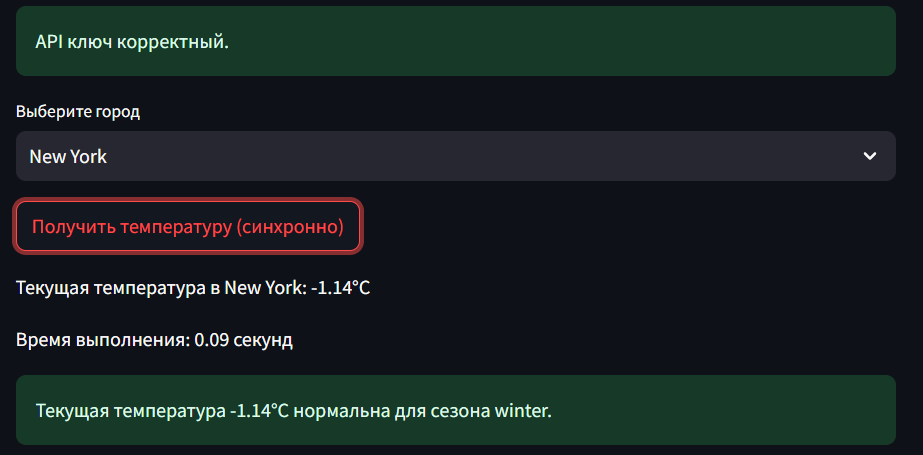 API ключ корректный.
Выберите город
New York
Получить температуру (синхронно)
Текущая температура в New York: -1.14°C
Время выполнения: 0.09 секунд
Текущая температура -1.14°C нормальна для сезона winter.